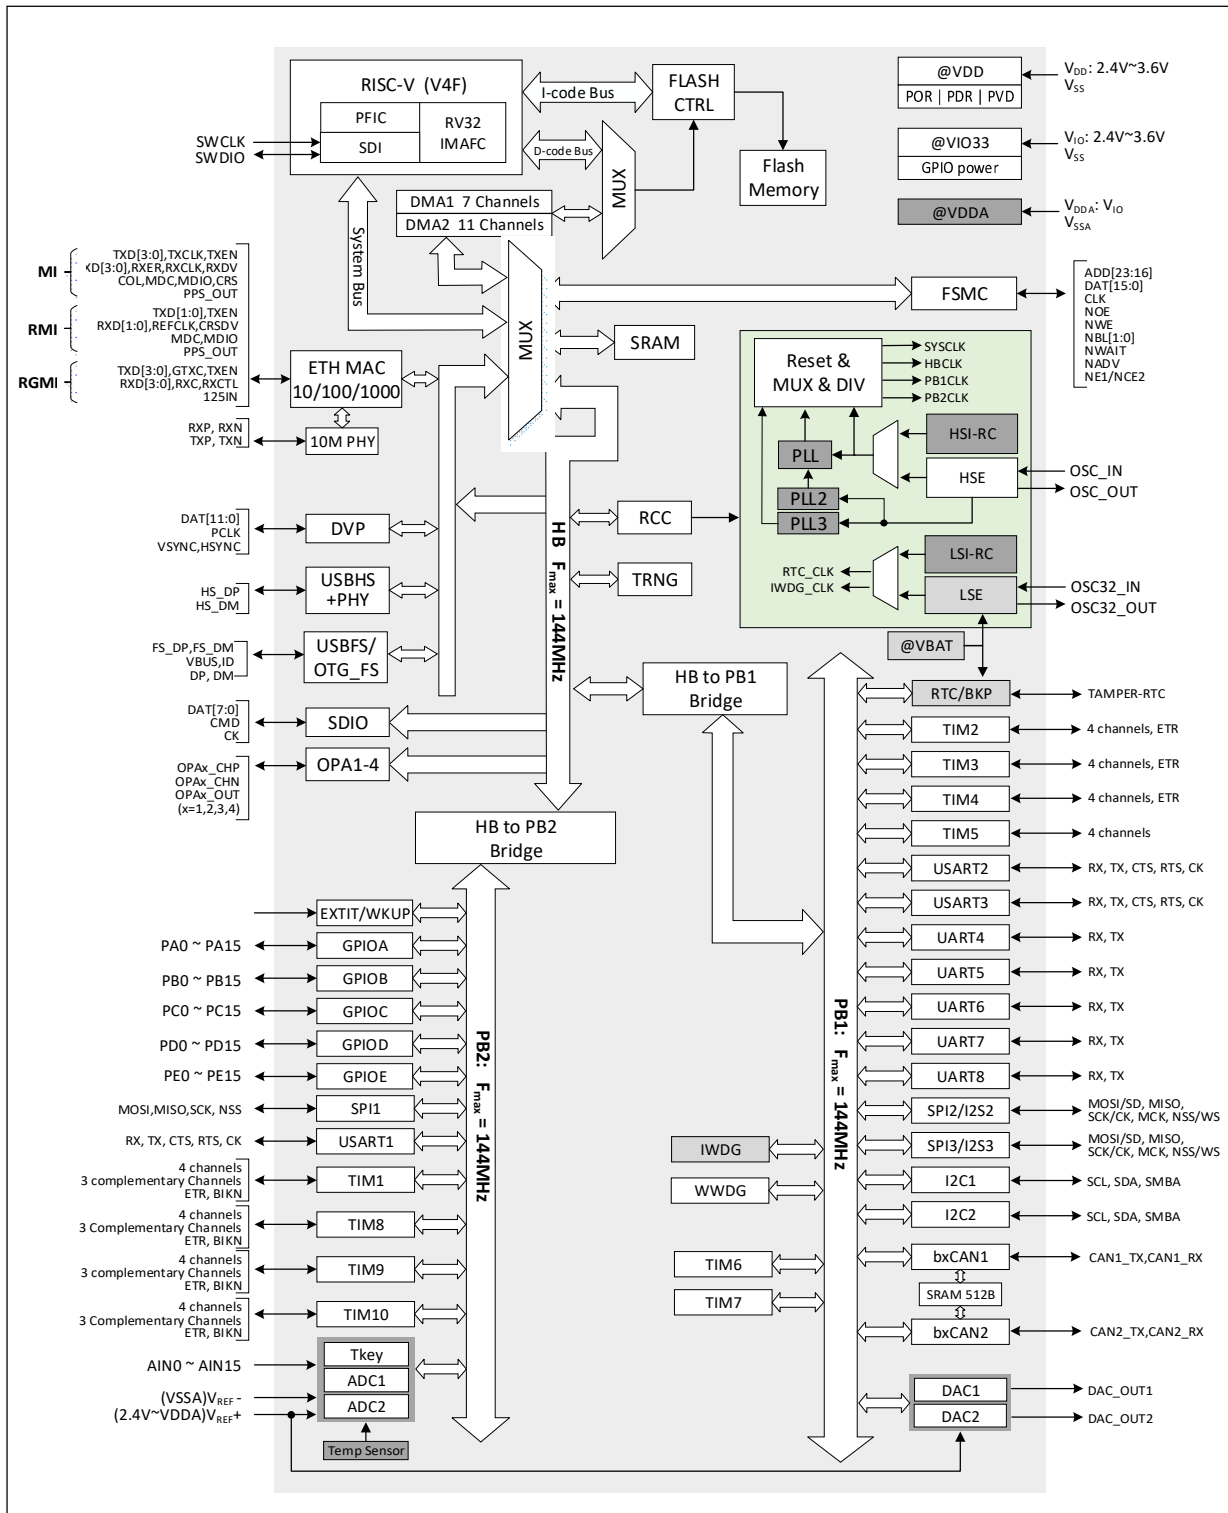 RISC-V (V4F)
PFIC
SDI
RV32
IMAFC
SWCLK
SWDIO
I-code Bus
D-code Bus
FLASH
CTRL
MUX
Flash
Memory
@VDD
POR | PDR | PVD
VDD: 2.4V~3.6V
VSS
@VIO33
GPIO power
VIO: 2.4V~3.6V
VSS
@VDDA
VDDA: VIO
VSSA
DMA1 7 Channels
DMA2 11 Channels
System Bus
MUX
MI
TXD[3:0],TXCLK,TXEN
XD[3:0],RXER,RXCLK,RXDV
COL,MDC,MDIO,CRS
PPS_OUT
RMI
TXD[1:0],TXEN
RXD[1:0],REFCLK,CRSDV
MDC,MDIO
PPS_OUT
RGMI
TXD[3:0],GTXC,TXEN
RXD[3:0],RXC,RXCTL
125IN
ETH MAC
10/100/1000
RXP, RXN
TXP, TXN
10M PHY
FSMC
ADD[23:16]
DAT[15:0]
CLK
NOE
NWE
NBL[1:0]
NWAIT
NADV
NE1/NCE2
SRAM
Reset &
MUX & DIV
SYSCLK
HBCLK
PB1CLK
PB2CLK
PLL
PLL2
PLL3
HSI-RC
HSE
OSC_IN
OSC_OUT
LSI-RC
LSE
RTC_CLK
IWDG_CLK
OSC32_IN
OSC32_OUT
@VBAT
HB Fmax = 144MHz
RCC
TRNG
DAT[11:0]
PCLK
VSYNC,HSYNC
DVP
HS_DP
HS_DM
USBHS
+PHY
FS_DP,FS_DM
VBUS,ID
DP, DM
USBFS/
OTG_FS
DAT[7:0]
CMD
CK
SDIO
OPAx_CHP
OPAx_CHN
OPAx_OUT
(x=1,2,3,4)
OPA1-4
HB to PB1
Bridge
HB to PB2
Bridge
PB2: Fmax = 144MHz
EXTIT/WKUP
PA0 ~ PA15
GPIOA
PB0 ~ PB15
GPIOB
PC0 ~ PC15
GPIOC
PD0 ~ PD15
GPIOD
PE0 ~ PE15
GPIOE
MOSI,MISO,SCK, NSS
SPI1
RX, TX, CTS, RTS, CK
USART1
4 channels
3 complementary Channels
ETR, BIKN
TIM1
4 channels
3 Complementary Channels
ETR, BIKN
TIM8
4 channels
3 complementary Channels
ETR, BIKN
TIM9
4 channels
3 Complementary Channels
ETR, BIKN
TIM10
AIN0 ~ AIN15
Tkey
ADC1
ADC2
(VSSA)VREF -
(2.4V~VDDA)VREF+
Temp Sensor
PB1: Fmax = 144MHz
IWDG
WWDG
TIM6
TIM7
RTC/BKP
TAMPER-RTC
TIM2
4 channels, ETR
TIM3
4 channels, ETR
TIM4
4 channels, ETR
TIM5
4 channels
USART2
RX, TX, CTS, RTS, CK
USART3
RX, TX, CTS, RTS, CK
UART4
RX, TX
UART5
RX, TX
UART6
RX, TX
UART7
RX, TX
UART8
RX, TX
SPI2/I2S2
MOSI/SD, MISO,
SCK/CK, MCK, NSS/WS
SPI3/I2S3
MOSI/SD, MISO,
SCK/CK, MCK, NSS/WS
I2C1
SCL, SDA, SMBA
I2C2
SCL, SDA, SMBA
bxCAN1
CAN1_TX,CAN1_RX
SRAM 512B
bxCAN2
CAN2_TX,CAN2_RX
DAC1
DAC_OUT1
DAC2
DAC_OUT2